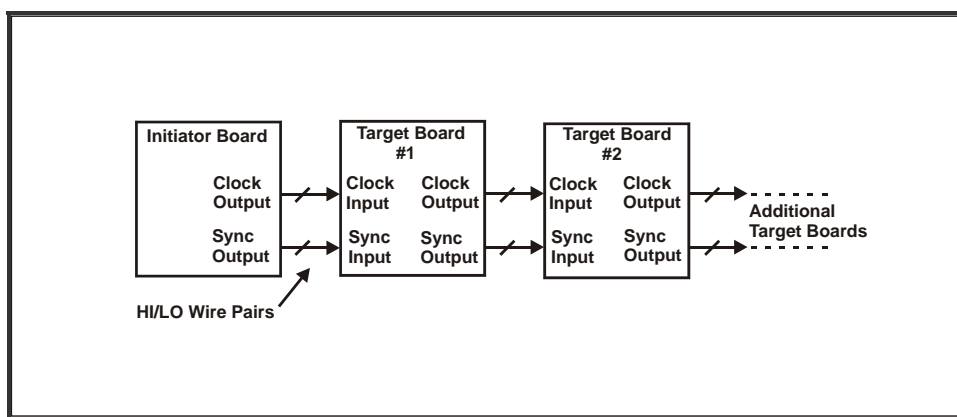 Initiator Board
Clock
Output
Sync
Output
Target Board
#1
Clock
Input
Clock
Output
Sync
Input
Sync
Output
Target Board
#2
Clock
Input
Clock
Output
Sync
Input
Sync
Output
Additional
Target Boards
HI/LO Wire Pairs